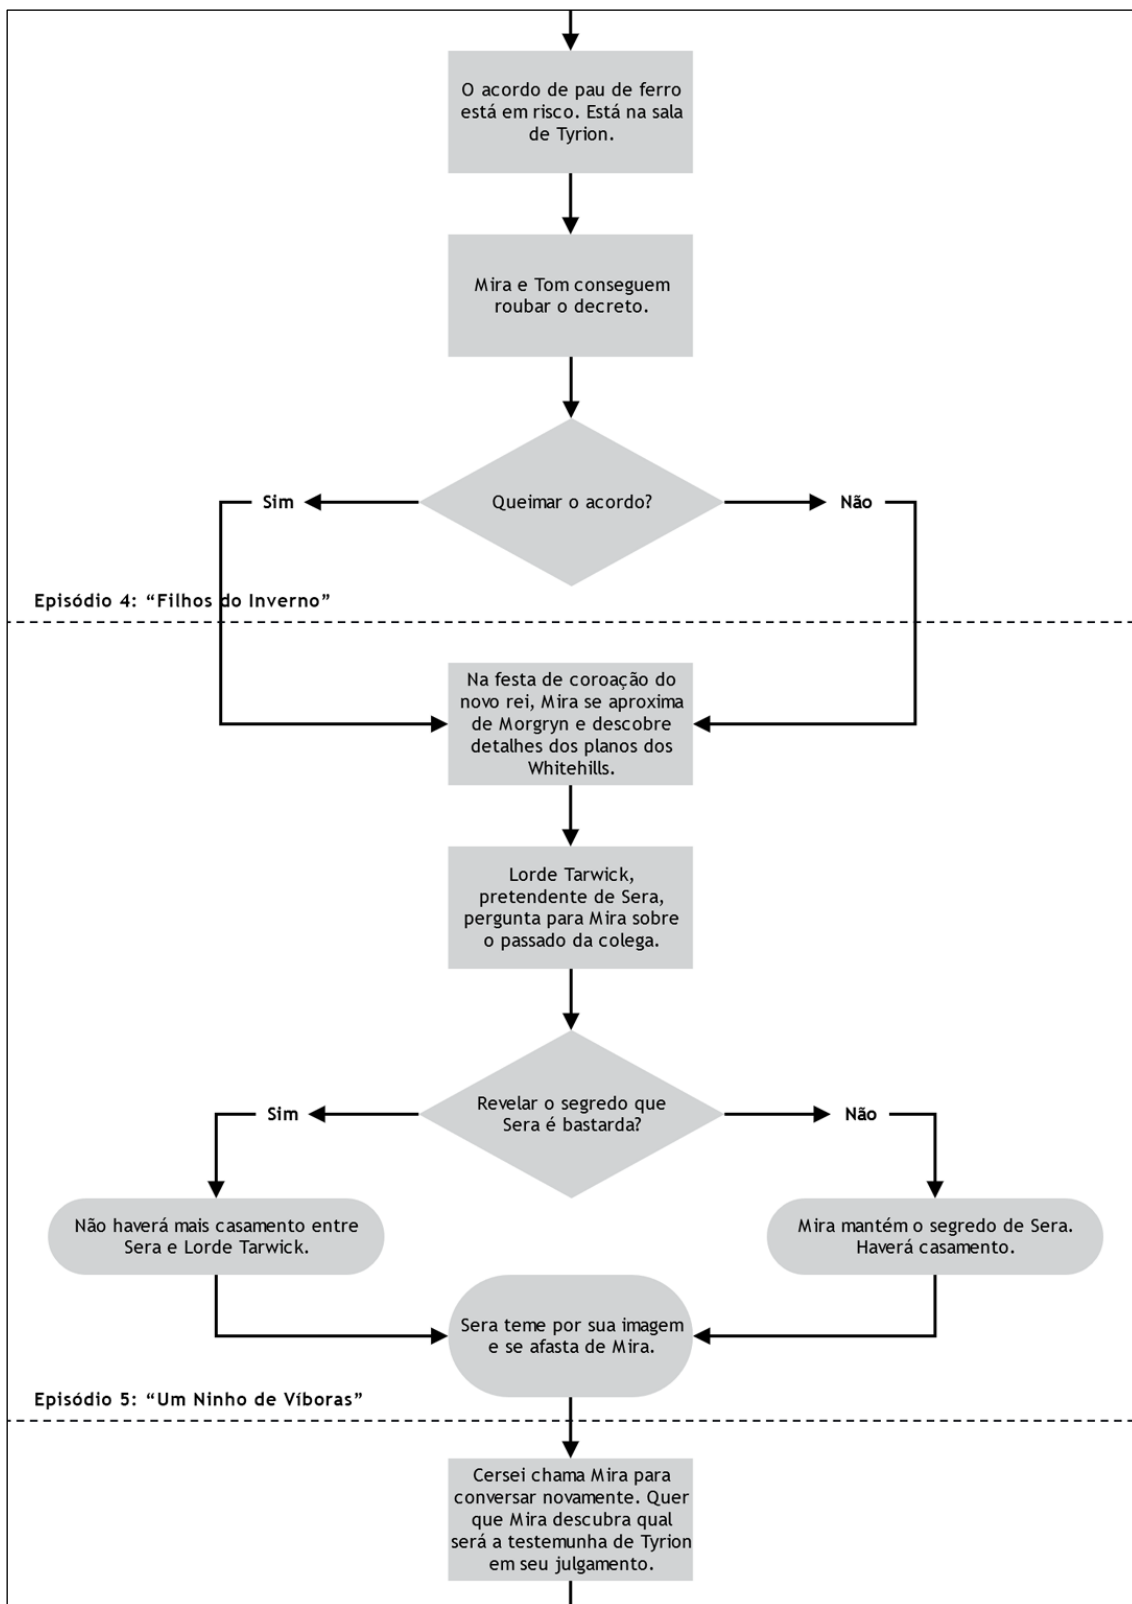 O acordo de pau de ferro
está em risco. Está na sala
de Tyrion.
Mira e Tom conseguem
roubar o decreto.
Queimar o acordo?
Sim
Não
Episódio 4: “Filhos do Inverno”
Na festa de coroação do
novo rei, Mira se aproxima
de Morgryn e descobre
detalhes dos planos dos
Whitehills.
Lorde Tarwick,
pretendente de Sera,
pergunta para Mira sobre
o passado da colega.
Revelar o segredo que
Sera é bastarda?
Sim
Não
Não haverá mais casamento entre
Sera e Lorde Tarwick.
Mira mantém o segredo de Sera.
Haverá casamento.
Sera teme por sua imagem
e se afasta de Mira.
Episódio 5: “Um Ninho de Víboras”
Cersei chama Mira para
conversar novamente. Quer
que Mira descubra qual
será a testemunha de Tyrion
em seu julgamento.